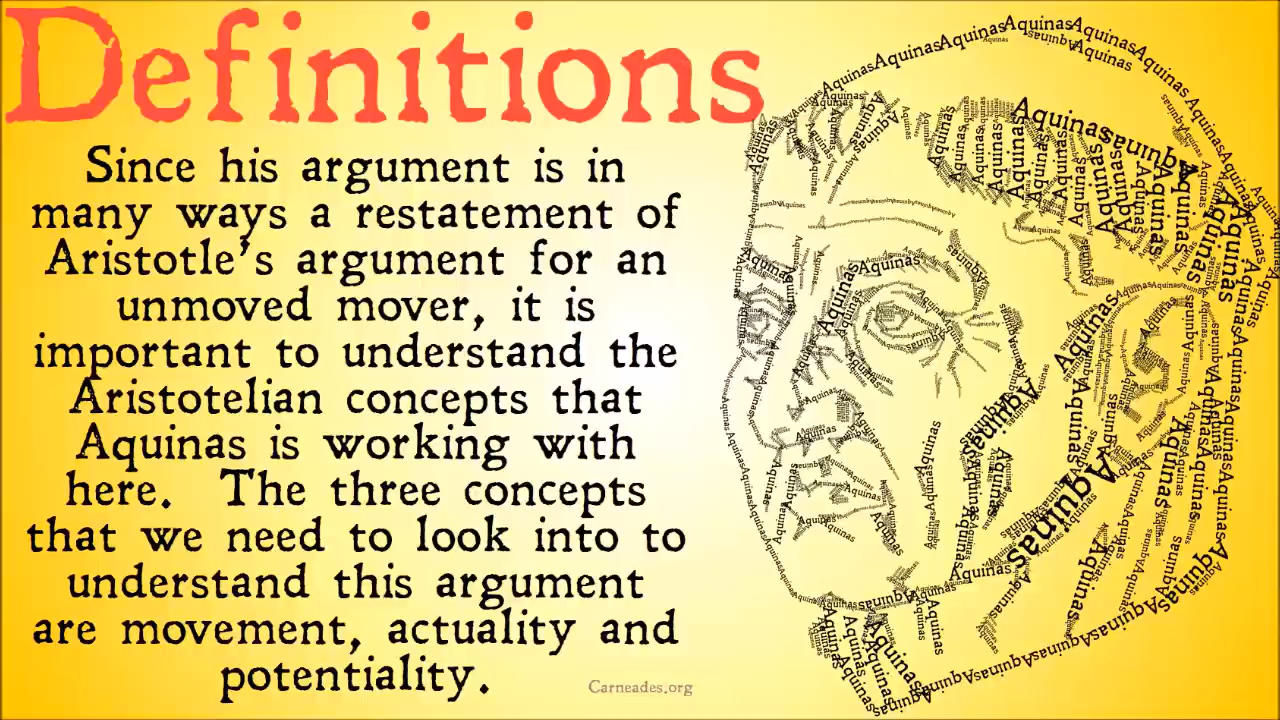 Definitions
Since his argument is in
many ways a restatement of
Aristotle's argument for an
unmoved mover, it is
important to understand the
Aristotelian concepts that
Aquinas is working with
here.  The three concepts
that we need to look into to
understand this argument
are movement, actuality and
potentiality.
Carneades.org
Aquinas